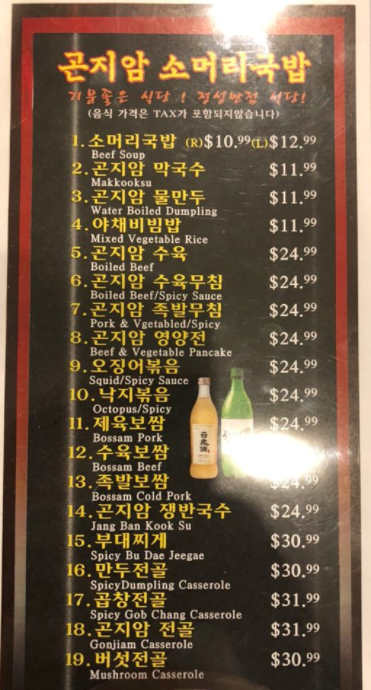 곤지암 소머리국밥
기분좋은 식당! 정성만점 식당!
(음식 가격은 TAX가 포함되지않습니다)
1.소머리국밥 (R)$10.99(L)$12.99
Beef Soup
2.곤지암 막국수 $11.99
Makkooksu
3.곤지암 물만두 $11.99
Water Boiled Dumpling
4.야채비빔밥 $11.99
Mixed Vegetable Rice
5.곤지암 수육 $24.99
Boiled Beef
6.곤지암 수육무침 $24.99
Boiled Beef/Spicy Sauce
7.곤지암 족발무침 $24.99
Pork & Vgetabled/Spicy
8.곤지암 영양전 $24.99
Beef & Vegetable Pancake
9.오징어볶음 $24.99
Squid/Spicy Sauce
10.낙지볶음 $24.99
Octopus/Spicy
11.제육보쌈 $24.99
Bossam Pork
12.수육보쌈
Bossam Beef
13.족발보쌈 $24.99
Bossam Cold Pork
14.곤지암 쟁반국수 $24.99
Jang Ban Kook Su
15.부대찌게 $30.99
Spicy Bu Dae Jeegae
16.만두전골 $30.99
SpicyDumpling Casserole
17.곱창전골 $31.99
Spicy Gob Chang Casserole
18.곤지암 전골 $31.99
Gonjiam Casserole
19.버섯전골 $30.99
Mushroom Casserole